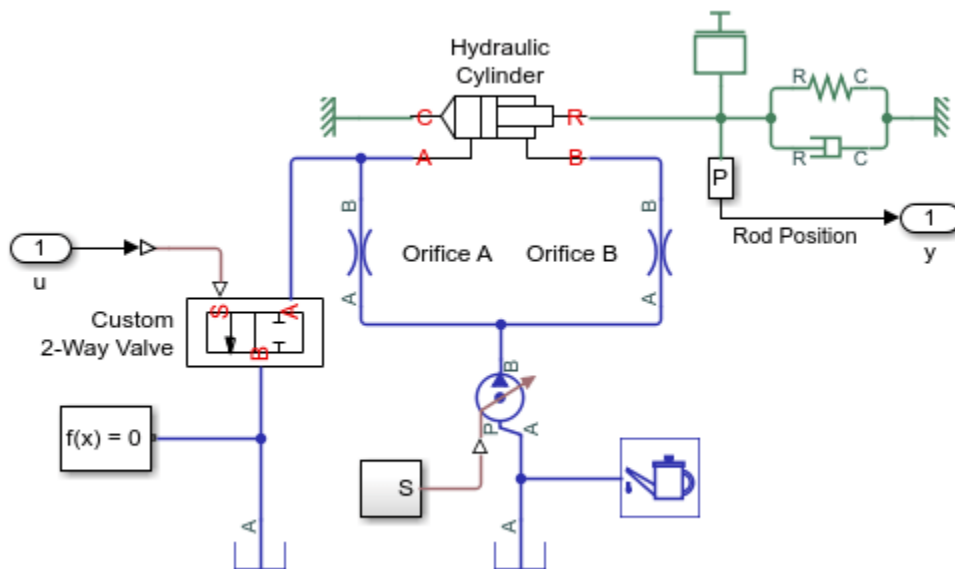 Hydraulic
Cylinder
C
R
A
B
R
C
R
C
P
Rod Position
1
y
1
u
B
A
Orifice A
Orifice B
B
A
Custom
2-Way Valve
S
A
B
f(x) = 0
A
S
B
P
A
A